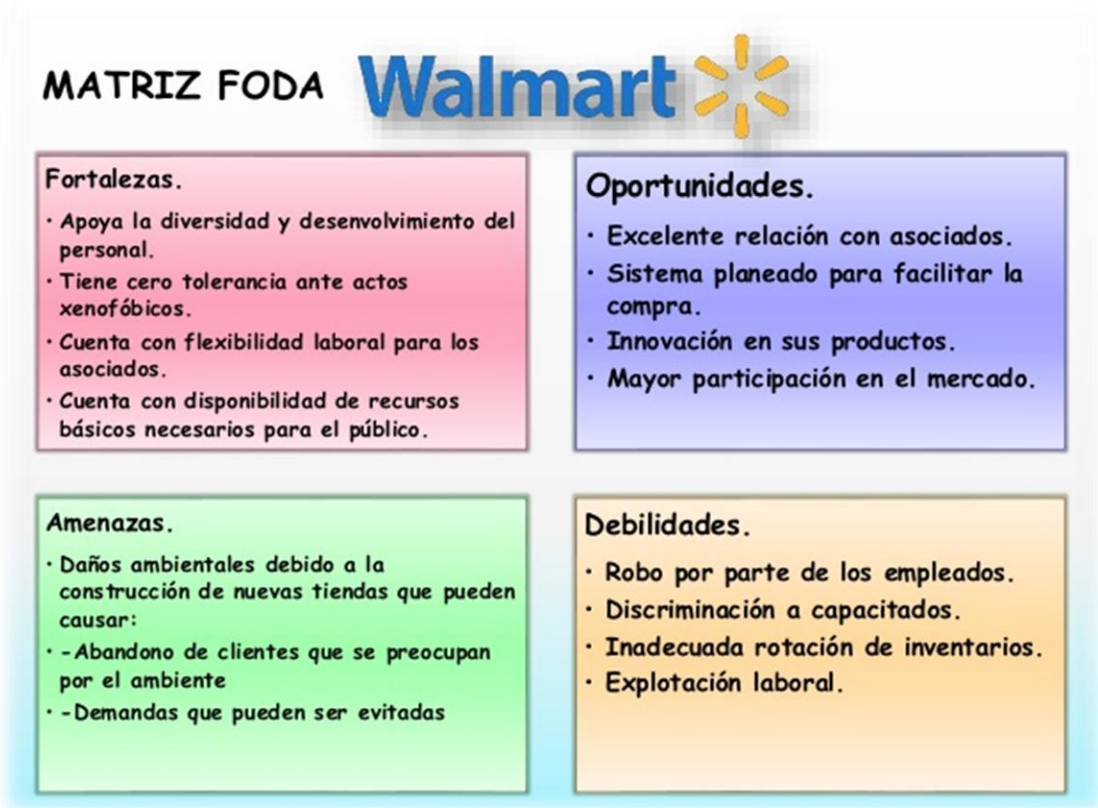 MATRIZ FODA Walmart
Fortalezas.
· Apoya la diversidad y desenvolvimiento del
personal.
· Tiene cero tolerancia ante actos
xenofóbicos.
· Cuenta con flexibilidad laboral para los
asociados.
· Cuenta con disponibilidad de recursos
básicos necesarios para el público.
Oportunidades.
· Excelente relación con asociados.
· Sistema planeado para facilitar la
compra.
· Innovación en sus productos.
· Mayor participación en el mercado.
Amenazas.
· Daños ambientales debido a la
construcción de nuevas tiendas que pueden
causar:
· -Abandono de clientes que se preocupan
por el ambiente
· -Demandas que pueden ser evitadas
Debilidades.
· Robo por parte de los empleados.
· Discriminación a capacitados.
· Inadecuada rotación de inventarios.
· Explotación laboral.